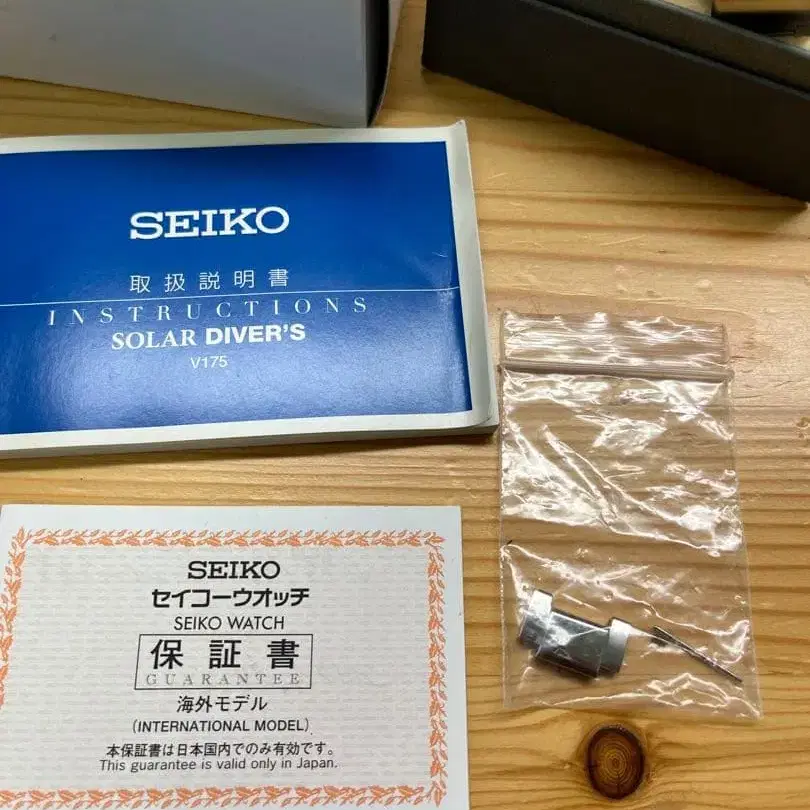 SEIKO
取扱説明書
INSTRUCTIONS
SOLAR DIVER'S
V175
SEIKO
セイコーウオッチ
SEIKO WATCH
保証書
GUARANTEE
海外モデル
(INTERNATIONAL MODEL)
本保証書は日本国内でのみ有効です。
This guarantee is valid only in Japan.